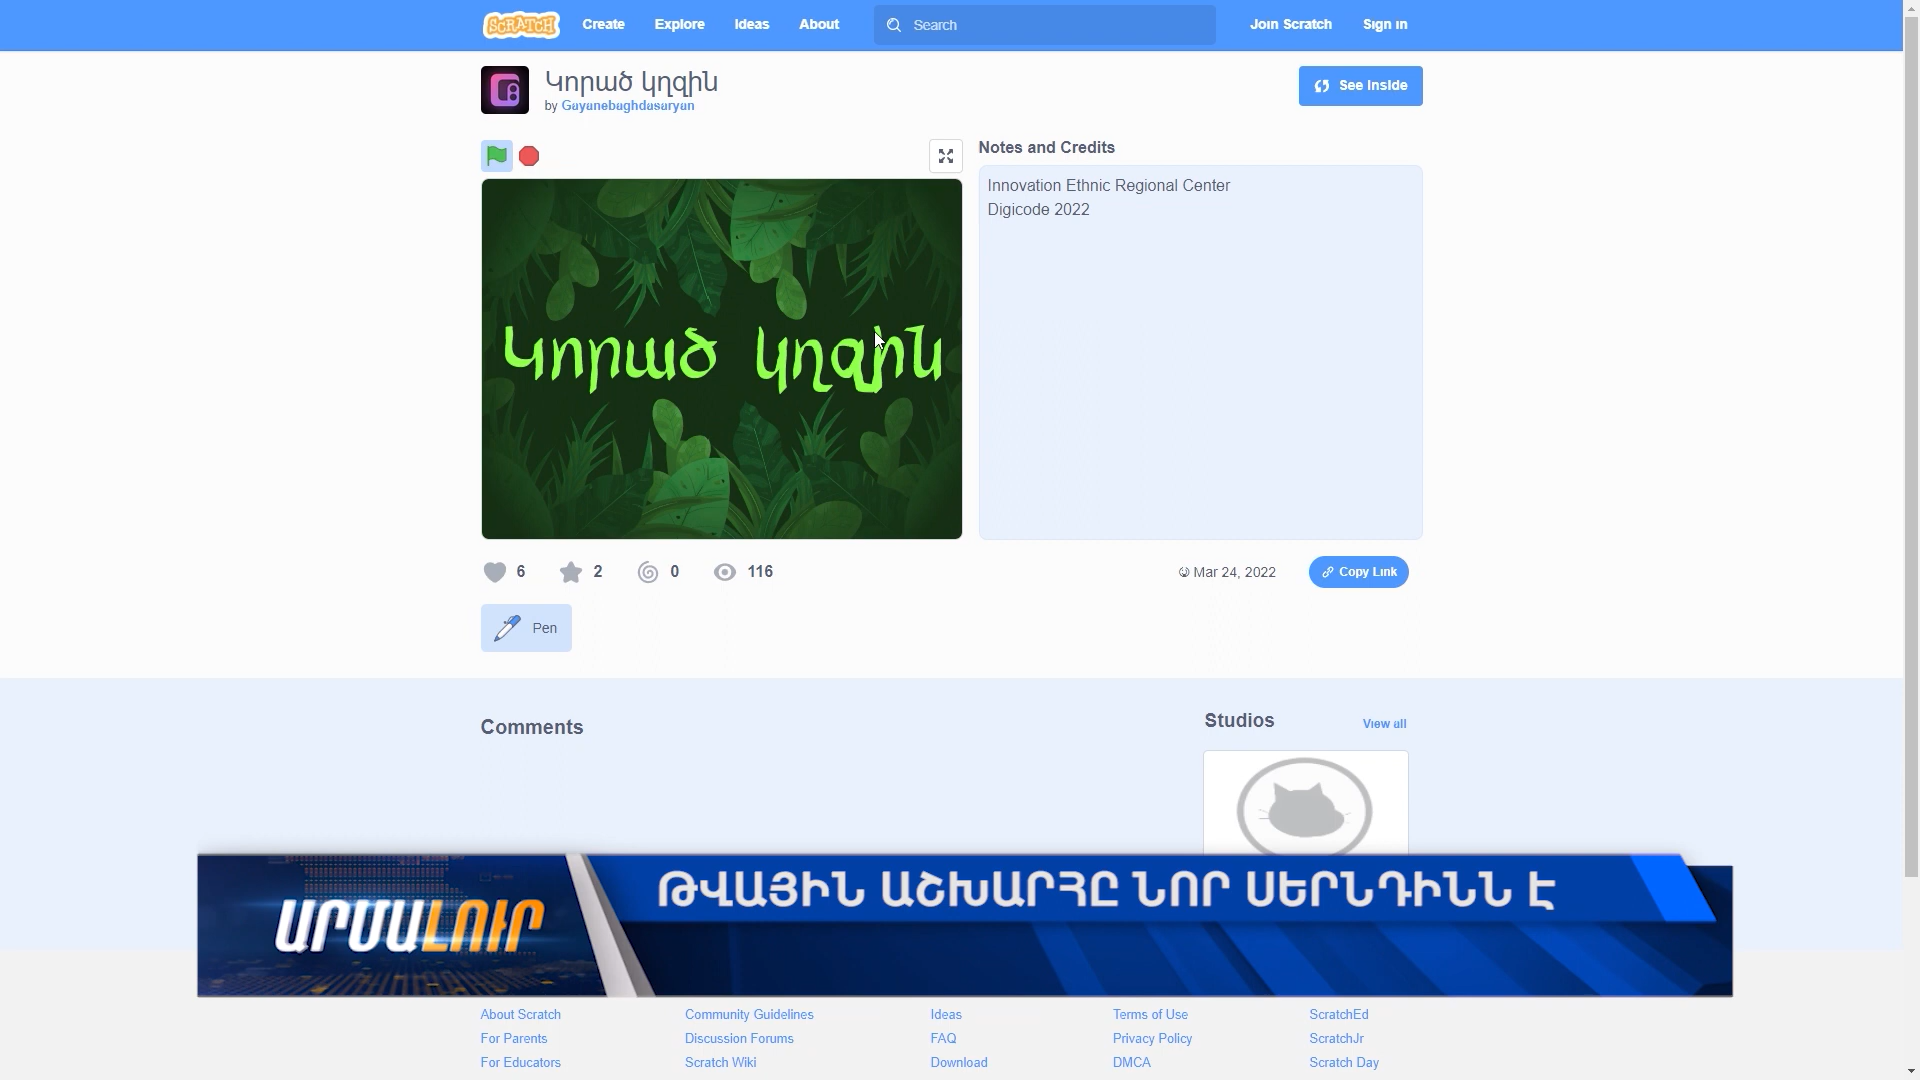 SCRATCH Create Explore Ideas About Search Join Scratch Sign in
Կորած կղզին
by Gayanebaghdasaryan
See inside
Notes and Credits
Innovation Ethnic Regional Center
Digicode 2022
Կորած կղզին
6 2 0 116
Mar 24, 2022
Copy Link
Pen
Comments
Studios
View all
ԱՐՄԱԼՈՒՐ
ԹՎԱՅԻՆ ԱՇԽԱՐՀԸ ՆՈՐ ՍԵՐՆԴԻՆՆ Է
About Scratch Community Guidelines Ideas Terms of Use ScratchEd
For Parents Discussion Forums FAQ Privacy Policy ScratchJr
For Educators Scratch Wiki Download DMCA Scratch Day